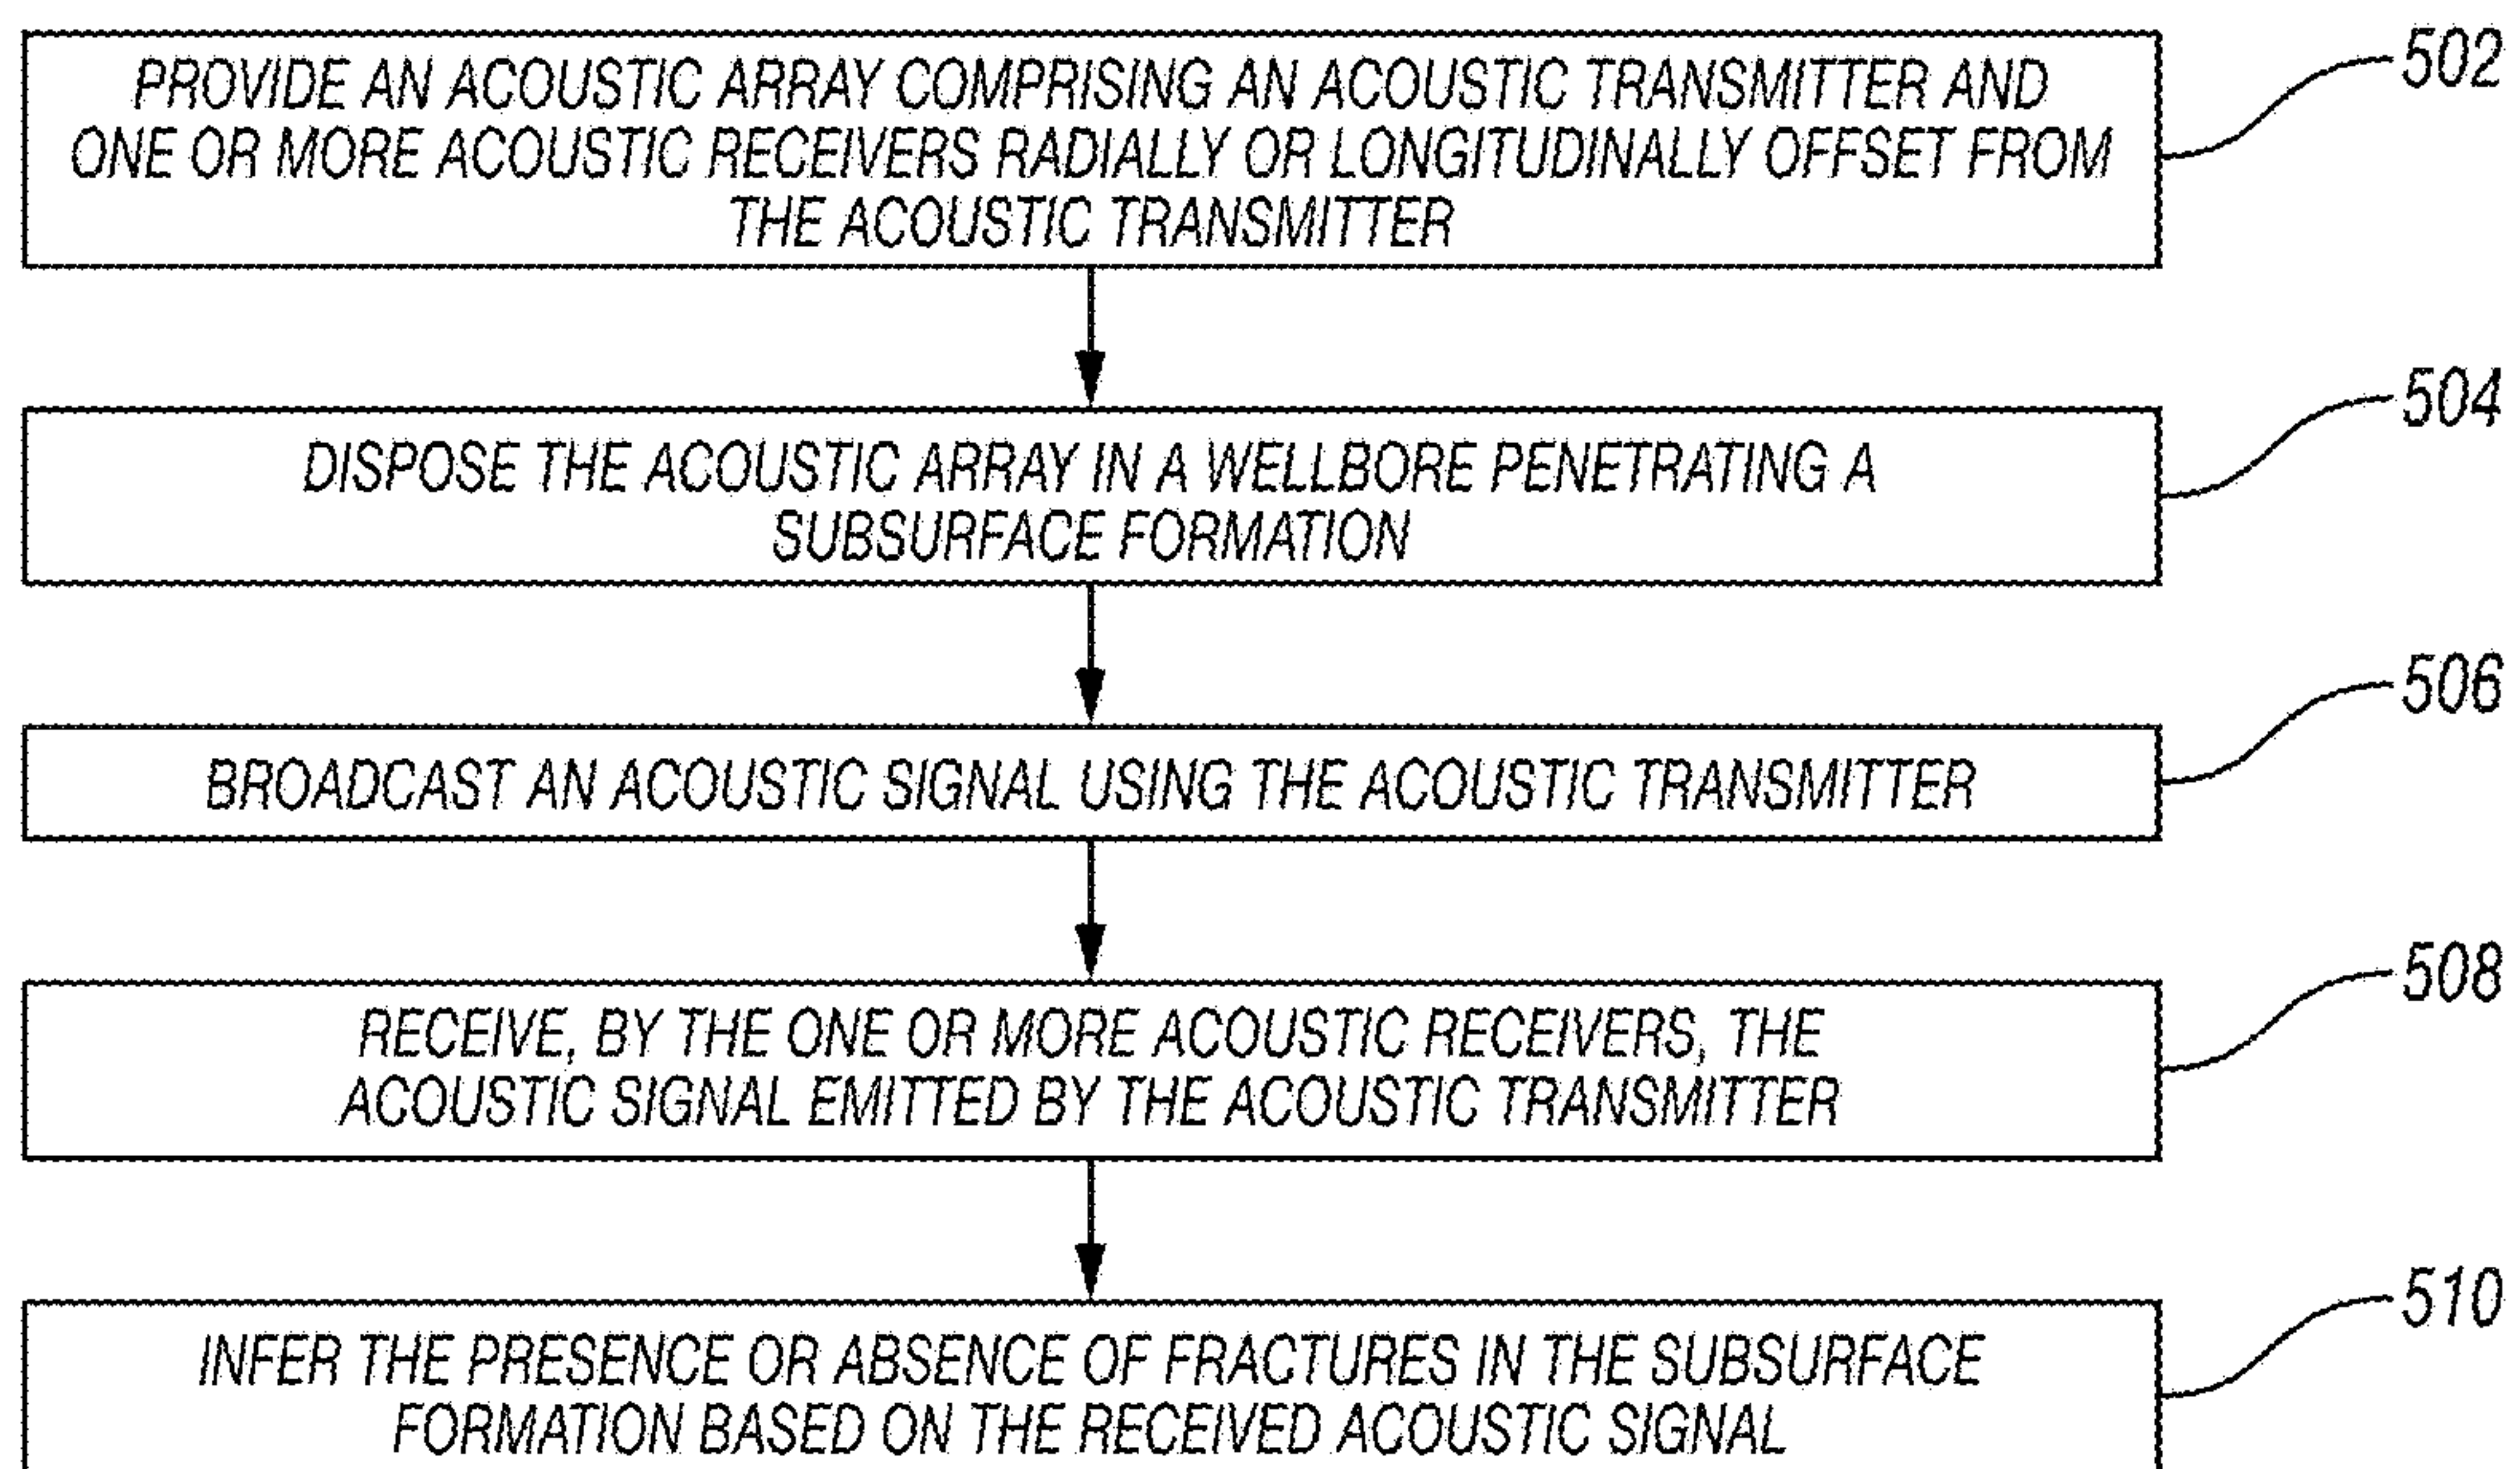 PROVIDE AN ACOUSTIC ARRAY COMPRISING AN ACOUSTIC TRANSMITTER AND
ONE OR MORE ACOUSTIC RECEIVERS RADIALLY OR LONGITUDINALLY OFFSET FROM
THE ACOUSTIC TRANSMITTER
502
DISPOSE THE ACOUSTIC ARRAY IN A WELLBORE PENETRATING A
SUBSURFACE FORMATION
504
BROADCAST AN ACOUSTIC SIGNAL USING THE ACOUSTIC TRANSMITTER
506
RECEIVE, BY THE ONE OR MORE ACOUSTIC RECEIVERS, THE
ACOUSTIC SIGNAL EMITTED BY THE ACOUSTIC TRANSMITTER
508
INFER THE PRESENCE OR ABSENCE OF FRACTURES IN THE SUBSURFACE
FORMATION BASED ON THE RECEIVED ACOUSTIC SIGNAL
510